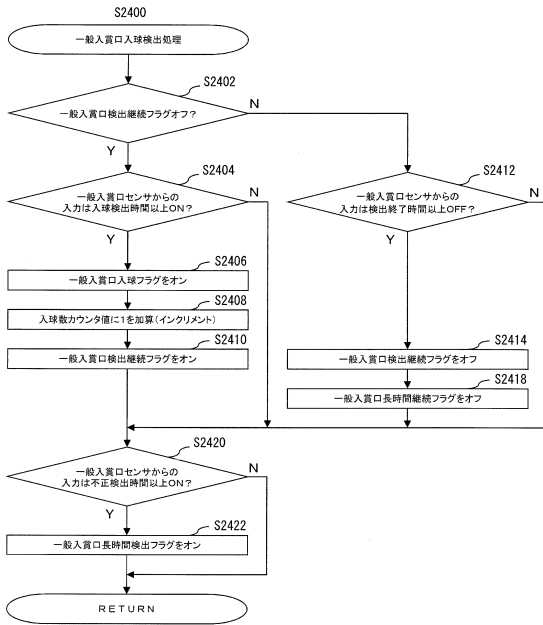 S2400
一般入賞口入球検出処理
S2402
一般入賞口検出継続フラグオフ?
N
Y
S2404
一般入賞口センサからの
入力は入球検出時間以上ON?
N
Y
S2412
一般入賞口センサからの
入力は検出終了時間以上OFF?
N
Y
S2406
一般入賞口入球フラグをオン
S2408
入球数カウンタ値に1を加算(インクリメント)
S2410
一般入賞口検出継続フラグをオン
S2414
一般入賞口検出継続フラグをオフ
S2418
一般入賞口長時間継続フラグをオフ
S2420
一般入賞口センサからの
入力は不正検出時間以上ON?
N
Y
S2422
一般入賞口長時間検出フラグをオン
RETURN